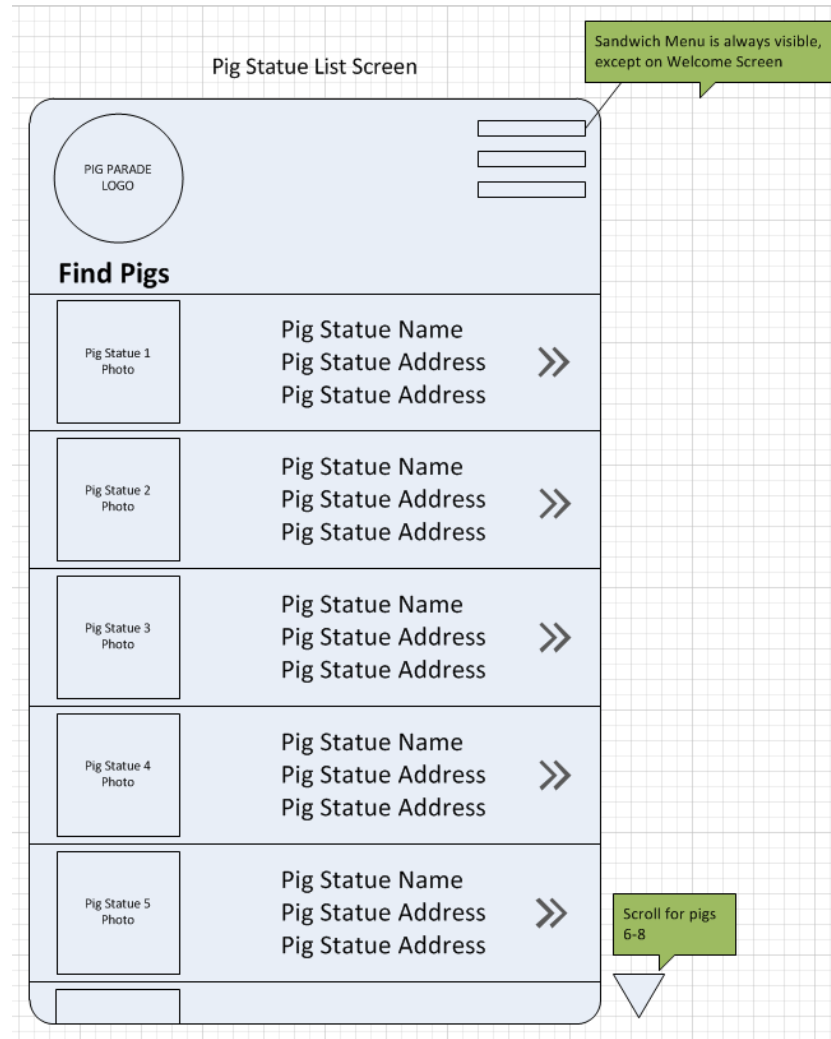 Pig Statue List Screen
Sandwich Menu is always visible,
except on Welcome Screen
PIG PARADE
LOGO
Find Pigs
Pig Statue 1
Photo
Pig Statue Name
Pig Statue Address
Pig Statue Address
Pig Statue 2
Photo
Pig Statue Name
Pig Statue Address
Pig Statue Address
Pig Statue 3
Photo
Pig Statue Name
Pig Statue Address
Pig Statue Address
Pig Statue 4
Photo
Pig Statue Name
Pig Statue Address
Pig Statue Address
Pig Statue 5
Photo
Pig Statue Name
Pig Statue Address
Pig Statue Address
Scroll for pigs
6-8